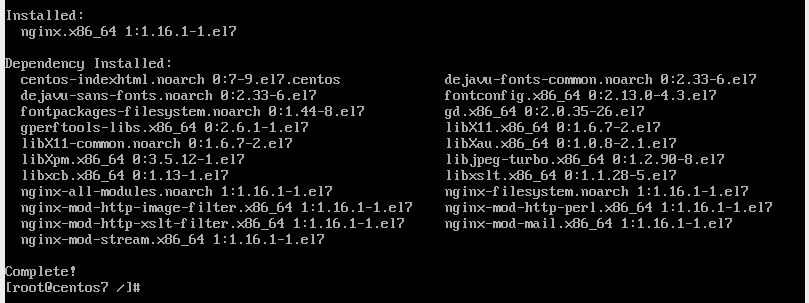 Installed:
nginx.x86_64 1:1.16.1-1.el7
Dependency Installed:
centos-indexhtml.noarch 0:7-9.el7.centos dejavu-fonts-common.noarch 0:2.33-6.el7
dejavu-sans-fonts.noarch 0:2.33-6.el7 fontconfig.x86_64 0:2.13.0-4.3.el7
fontpackages-filesystem.noarch 0:1.44-8.el7 gd.x86_64 0:2.0.35-26.el7
gperftools-libs.x86_64 0:2.6.1-1.el7 libX11.x86_64 0:1.6.7-2.el7
libX11-common.noarch 0:1.6.7-2.el7 libXau.x86_64 0:1.0.8-2.1.el7
libXpm.x86_64 0:3.5.12-1.el7 libjpeg-turbo.x86_64 0:1.2.90-8.el7
libxcb.x86_64 0:1.13-1.el7 libxslt.x86_64 0:1.1.28-5.el7
nginx-all-modules.noarch 1:1.16.1-1.el7 nginx-filesystem.noarch 1:1.16.1-1.el7
nginx-mod-http-image-filter.x86_64 1:1.16.1-1.el7 nginx-mod-http-perl.x86_64 1:1.16.1-1.el7
nginx-mod-http-xslt-filter.x86_64 1:1.16.1-1.el7 nginx-mod-mail.x86_64 1:1.16.1-1.el7
nginx-mod-stream.x86_64 1:1.16.1-1.el7
Complete!
[root@centos7 /]#